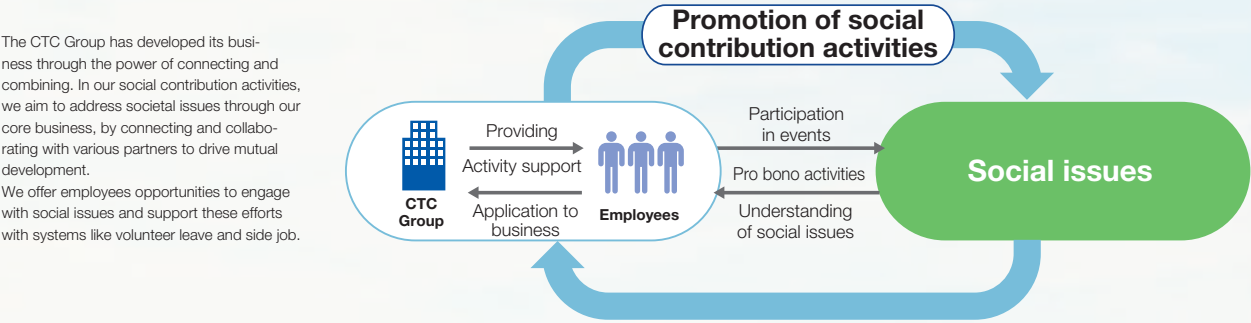 The CTC Group has developed its busi-
ness through the power of connecting and
combining. In our social contribution activities,
we aim to address societal issues through our
core business, by connecting and collabo-
rating with various partners to drive mutual
development.
We offer employees opportunities to engage
with social issues and support these efforts
with systems like volunteer leave and side job.
Promotion of social
contribution activities
CTC
Group
Providing
Activity support
Application to
business
Employees
Participation
in events
Pro bono activities
Understanding
of social issues
Social issues